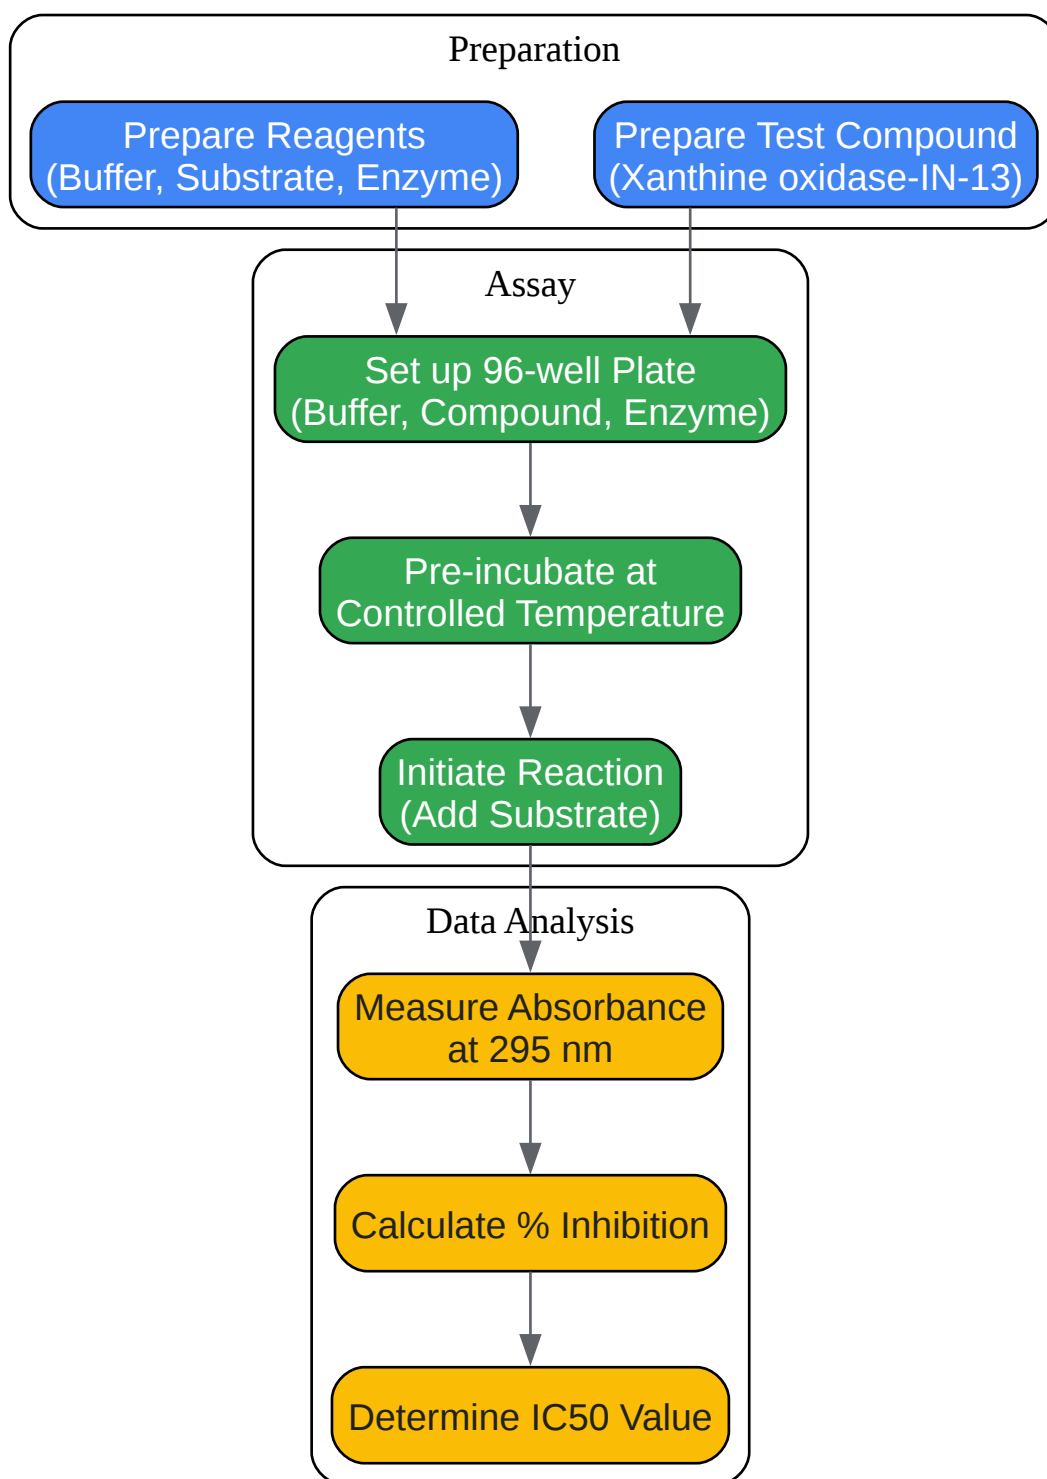 Preparation
Prepare Reagents
(Buffer, Substrate, Enzyme)
Prepare Test Compound
(Xanthine oxidase-IN-13)
Assay
Set up 96-well Plate
(Buffer, Compound, Enzyme)
Pre-incubate at
Controlled Temperature
Initiate Reaction
(Add Substrate)
Data Analysis
Measure Absorbance
at 295 nm
Calculate % Inhibition
Determine IC50 Value